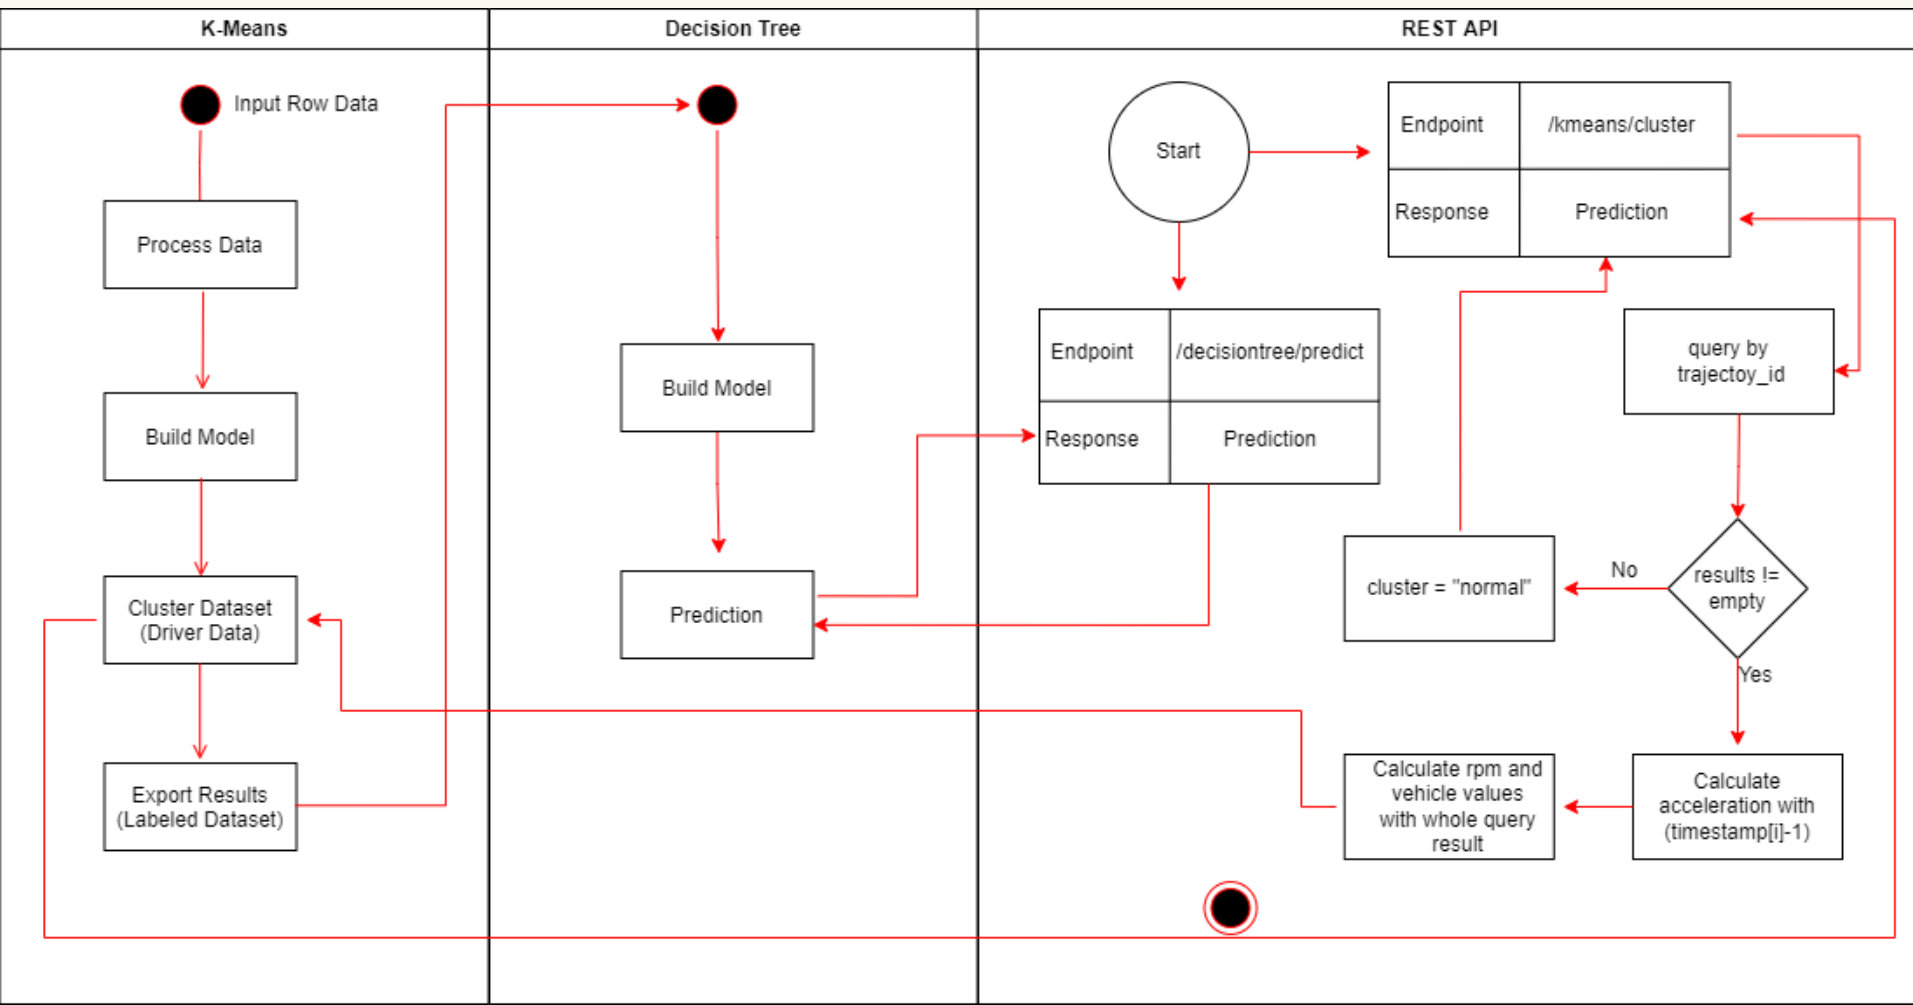 K-Means
Decision Tree
REST API
Input Row Data
Process Data
Build Model
Cluster Dataset
(Driver Data)
Export Results
(Labeled Dataset)
Build Model
Prediction
Start
Endpoint
/kmeans/cluster
Response
Prediction
Endpoint
/decisiontree/predict
Response
Prediction
query by
trajectoy_id
results !=
empty
No
cluster = "normal"
Yes
Calculate
acceleration with
(timestamp[i]-1)
Calculate rpm and
vehicle values
with whole query
result